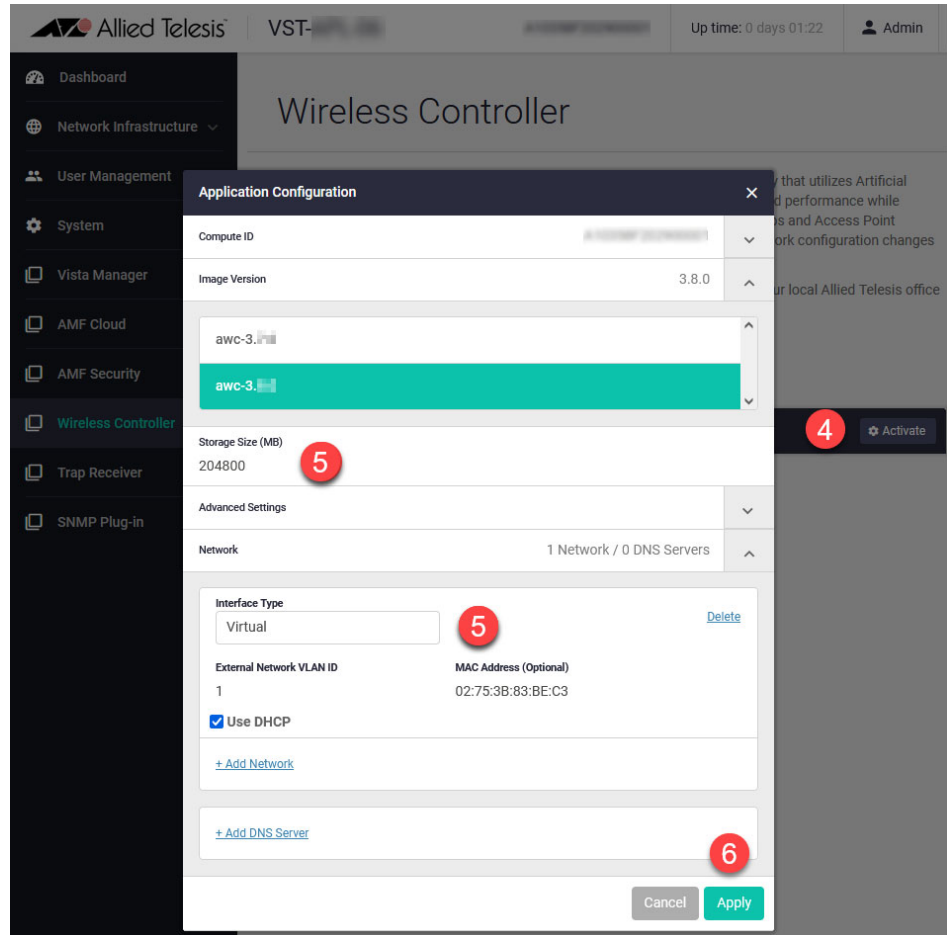 Allied Telesis
VST-
Up time: 0 days 01:22
Admin
Dashboard
Network Infrastructure
User Management
System
Vista Manager
AMF Cloud
AMF Security
Wireless Controller
Trap Receiver
SNMP Plug-in
Wireless Controller
that utilizes Artificial
performance while
and Access Point
configuration changes
local Allied Telesis office
4
Activate
Application Configuration
Compute ID
Image Version 3.8.0
awc-3.
awc-3.
Storage Size (MB)
204800
5
Advanced Settings
Network 1 Network / 0 DNS Servers
Interface Type
Virtual
5
Delete
External Network VLAN ID MAC Address (Optional)
1 02:75:3B:83:BE:C3
Use DHCP
+ Add Network
+ Add DNS Server
6
Cancel Apply